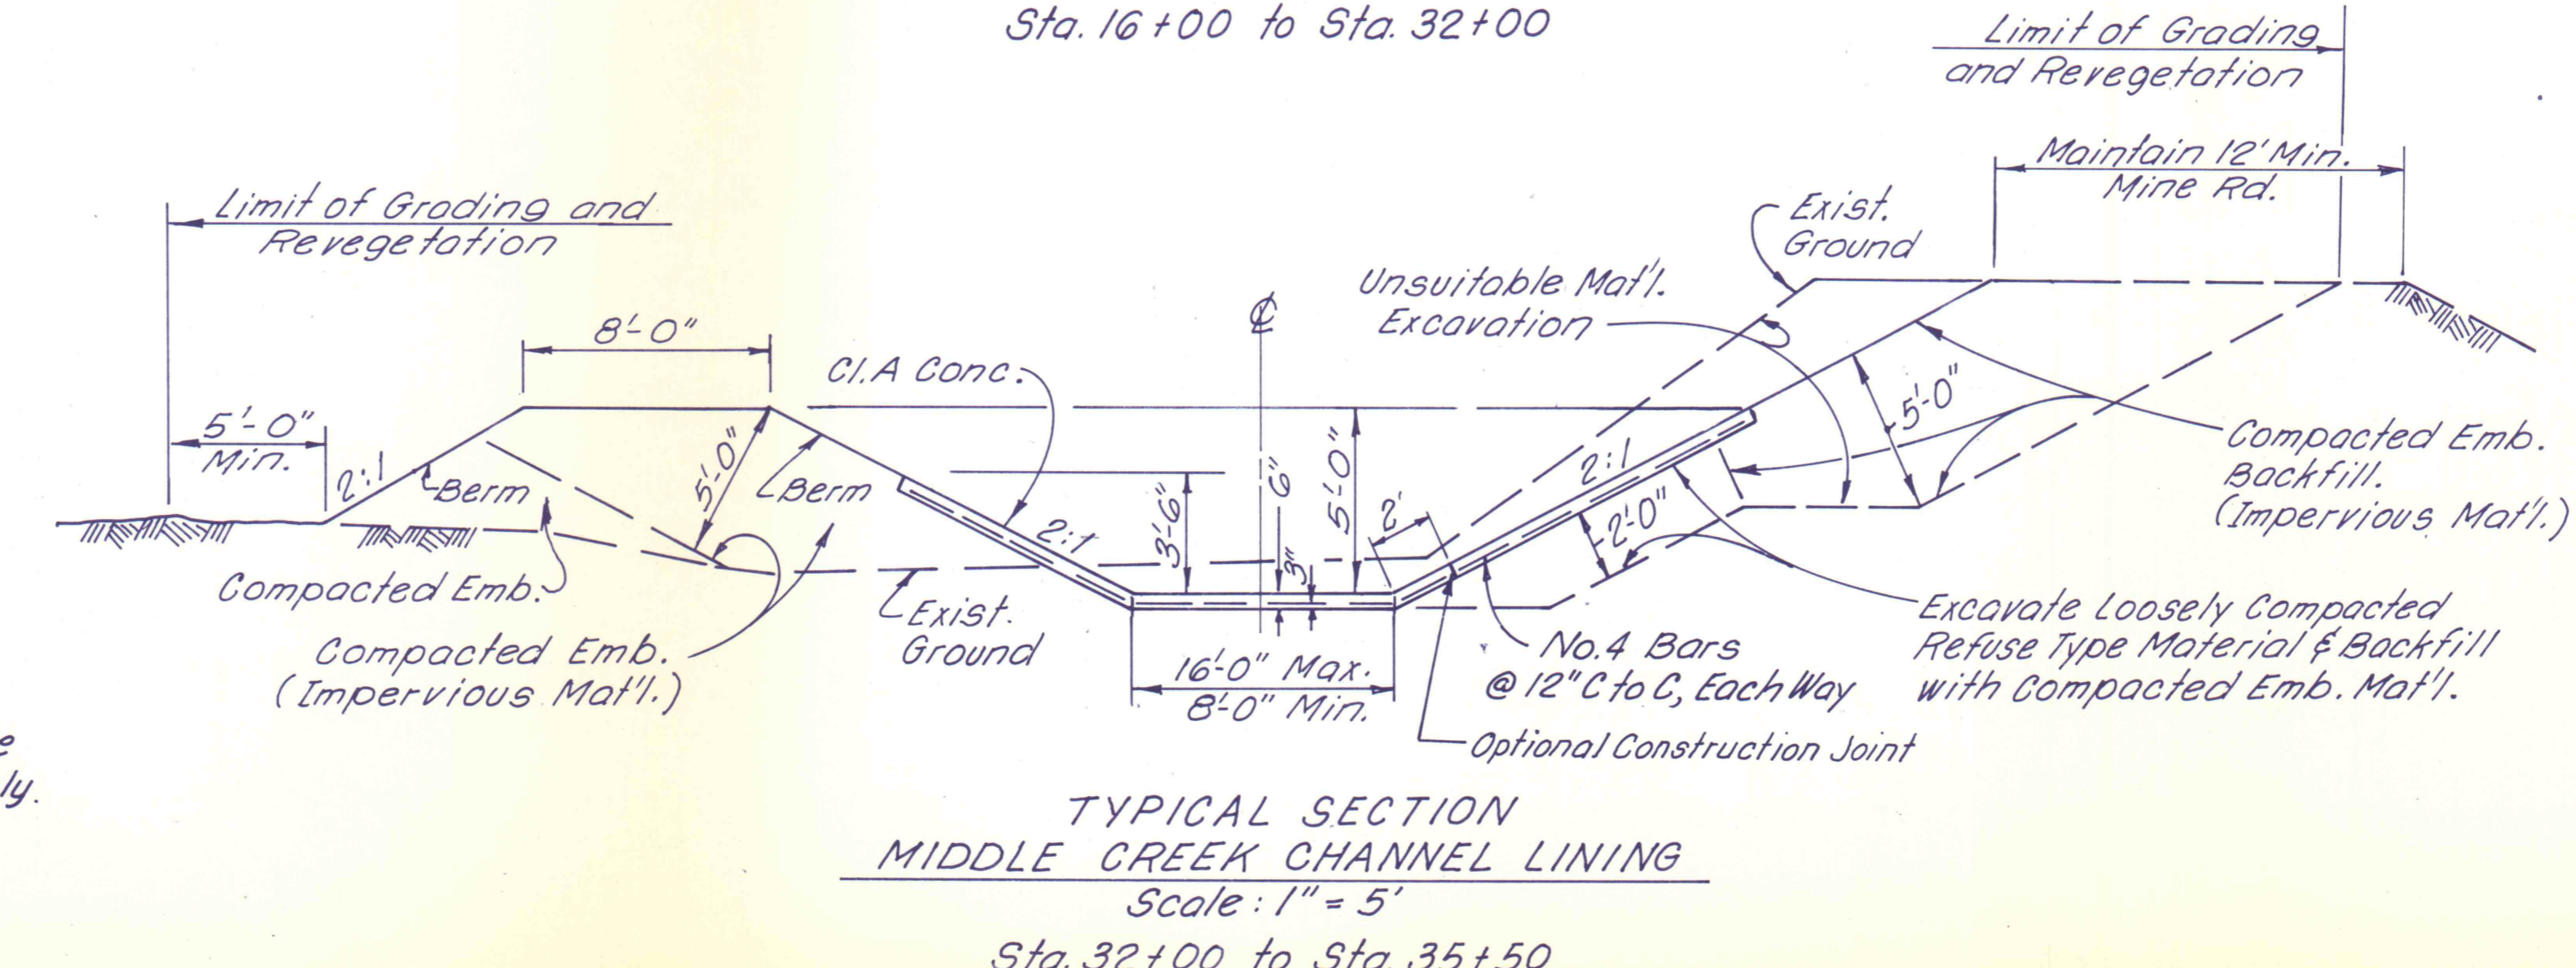 Sta. 16+00 to Sta. 32+00
Limit of Grading
and Revegetation
Maintain 12' Min.
Mine Rd.
Limit of Grading and
Revegetation
Exist.
Ground
Unsuitable Mat'l.
Excavation
℄
8'-0"
Cl. A Conc.
5'-0"
Min.
2:1
Berm
5'-0"
Berm
2:1
3'-6"
6"
3"
5'-0"
2'
2:1
2'-0"
5'-0"
Compacted Emb.
Backfill.
(Impervious Mat'l.)
Compacted Emb.
Exist.
Ground
Compacted Emb.
(Impervious Mat'l.)
16'-0" Max.
8'-0" Min.
No. 4 Bars
@ 12" C to C, Each Way
Excavate Loosely Compacted
Refuse Type Material & Backfill
with Compacted Emb. Mat'l.
Optional Construction Joint
ly.
TYPICAL SECTION
MIDDLE CREEK CHANNEL LINING
Scale: 1" = 5'
Sta. 32+00 to Sta. 35+50